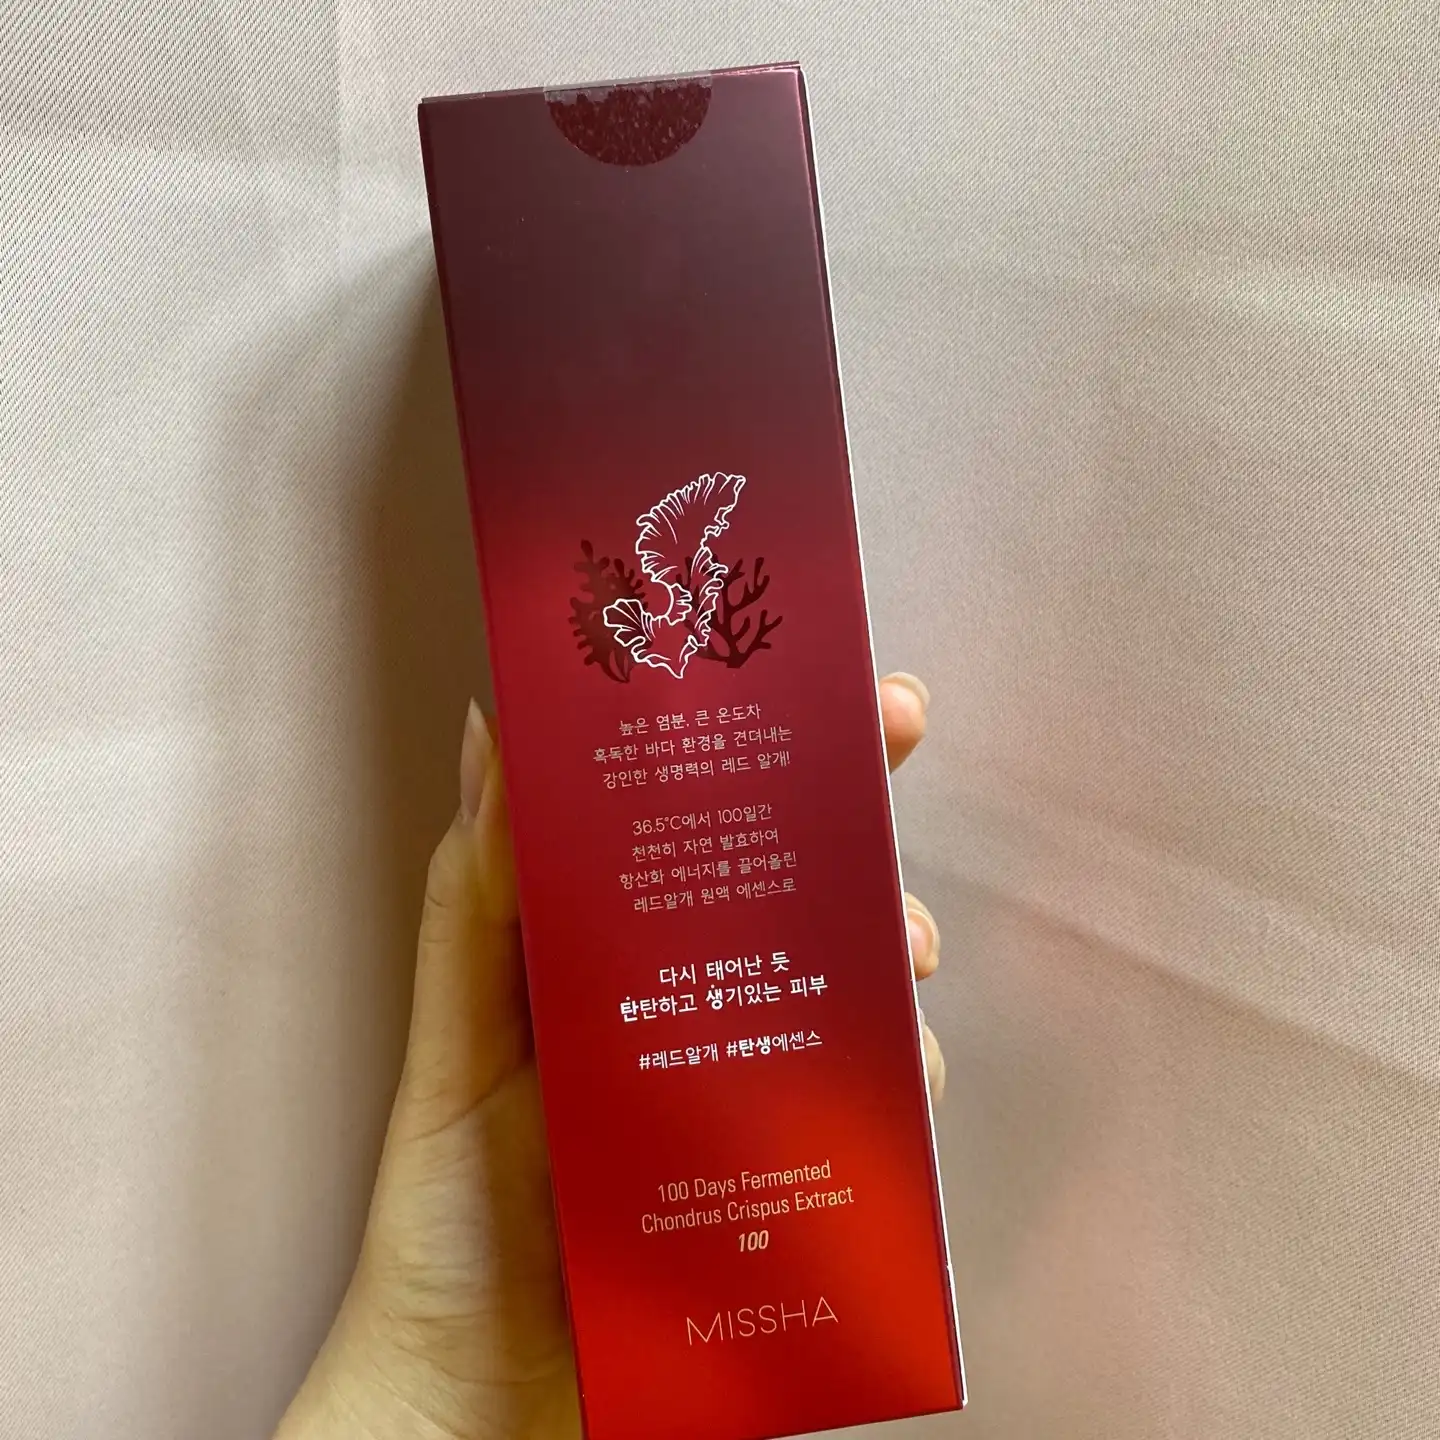 높은 염분, 큰 온도차
혹독한 바다 환경을 견뎌내는
강인한 생명력의 레드 알개!
36.5°C에서 100일간
천천히 자연 발효하여
항산화 에너지를 끌어올린
레드알개 원액 에센스로
다시 태어난 듯
탄탄하고 생기있는 피부
#레드알개 #탄생에센스
100 Days Fermented
Chondrus Crispus Extract
100
MISSHA